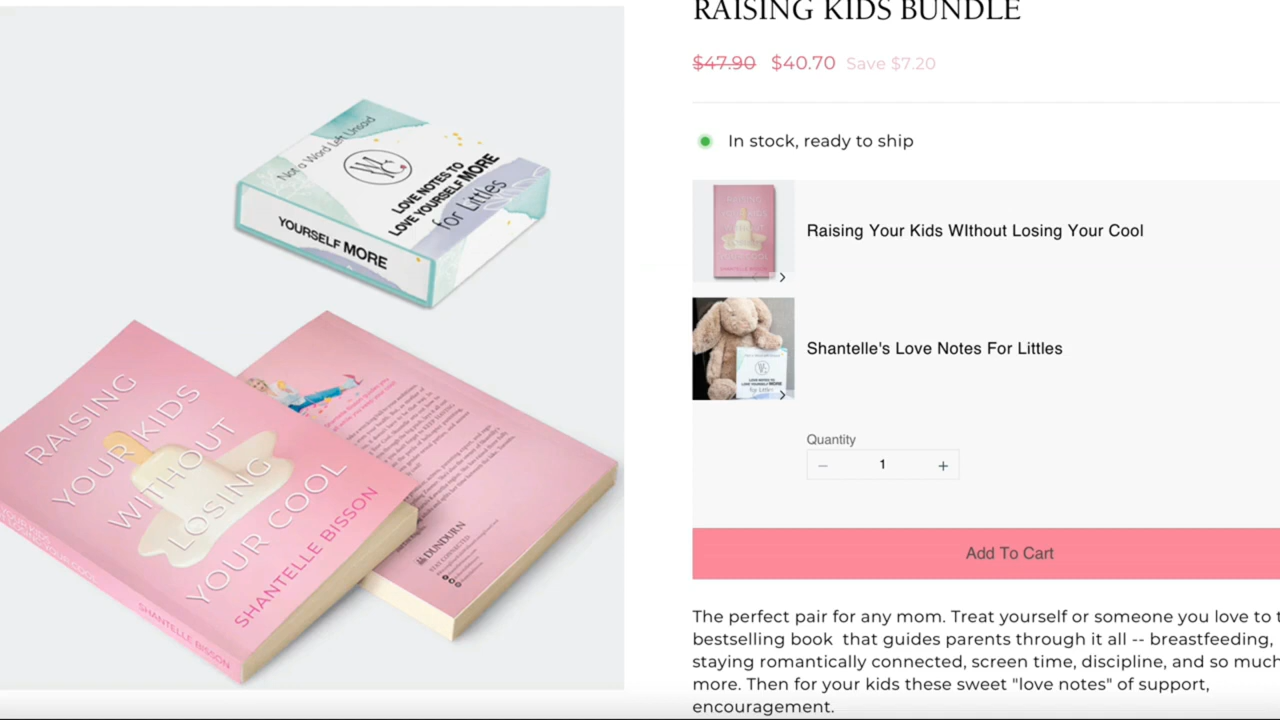 RAISING KIDS BUNDLE
$47.90 $40.70 Save $7.20
In stock, ready to ship
Raising Your Kids WIthout Losing Your Cool
Shantelle's Love Notes For Littles
Quantity
1
Add To Cart
The perfect pair for any mom. Treat yourself or someone you love to
bestselling book that guides parents through it all -- breastfeeding,
staying romantically connected, screen time, discipline, and so much
more. Then for your kids these sweet "love notes" of support,
encouragement.
Not a Word Left Unsaid
LOVE NOTES TO
LOVE YOURSELF MORE
for Littles
YOURSELF MORE
RAISING
YOUR KIDS
WITHOUT
LOSING
YOUR COOL
SHANTELLE BISSON
SHANTELLE BISSON
DUNDURN
STAY CONNECTED